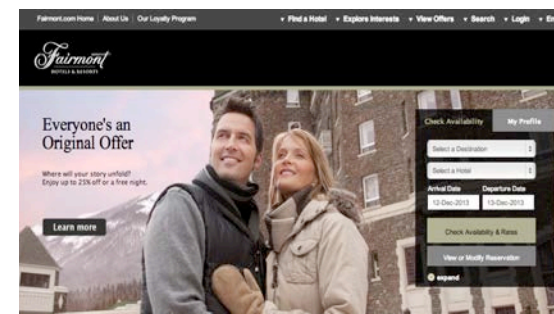 Fairmont.com Home About Us Our Loyalty Program
Find a Hotel Explore Interests View Offers Search Login En
Fairmont
HOTELS & RESORTS
Everyone's an
Original Offer
Where will your story unfold?
Enjoy up to 25% off or a free night.
Learn more
Check Availability My Profile
Select a Destination
Select a Hotel
Arrival Date Departure Date
12-Dec-2013 13-Dec-2013
Check Availability & Rates
View or Modify Reservation
expand